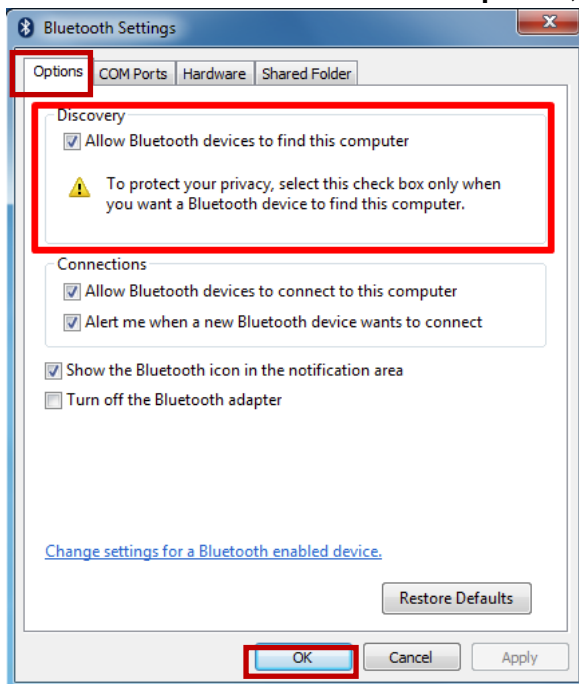 Bluetooth Settings
Options COM Ports Hardware Shared Folder
Discovery
Allow Bluetooth devices to find this computer
To protect your privacy, select this check box only when
you want a Bluetooth device to find this computer.
Connections
Allow Bluetooth devices to connect to this computer
Alert me when a new Bluetooth device wants to connect
Show the Bluetooth icon in the notification area
Turn off the Bluetooth adapter
Change settings for a Bluetooth enabled device.
Restore Defaults
OK Cancel Apply